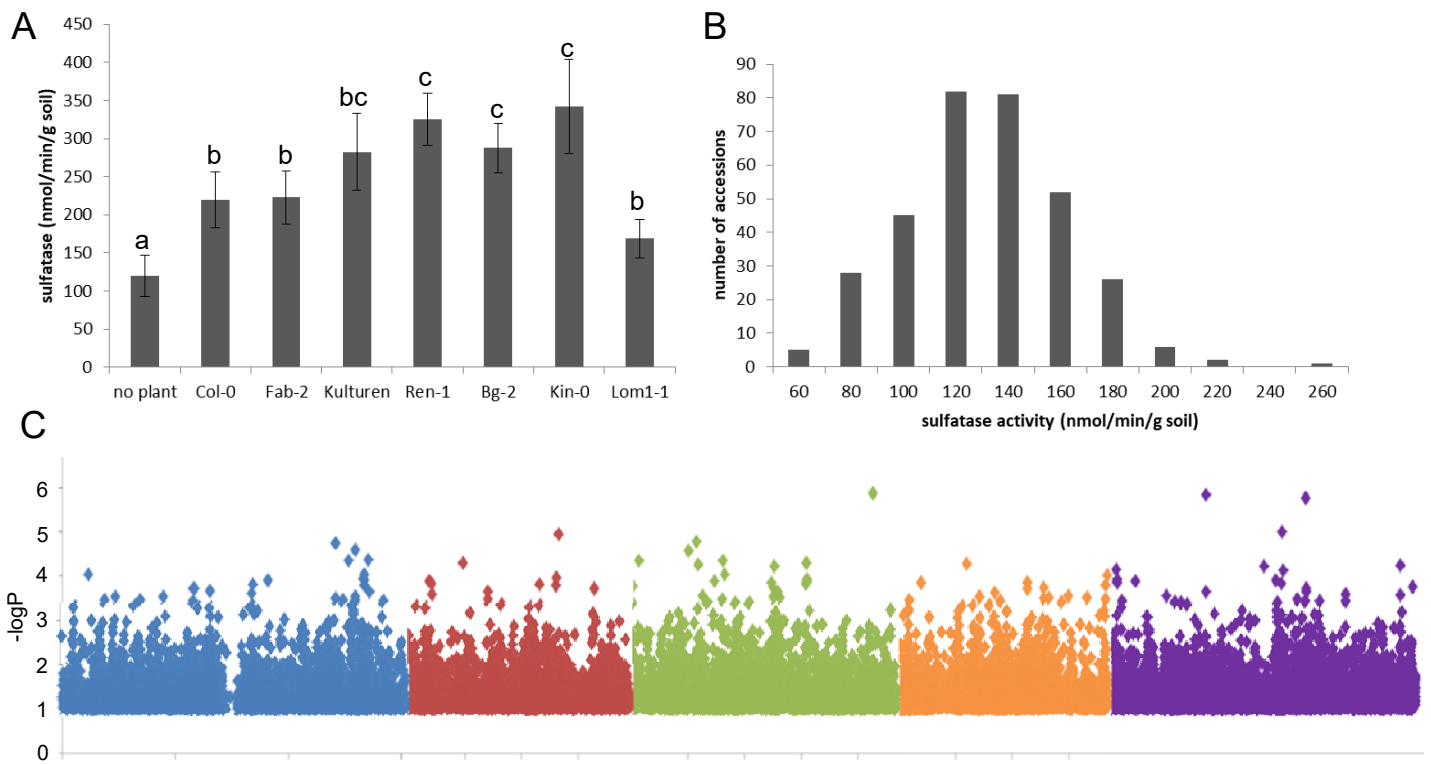 A
sulfatase (nmol/min/g soil)
450
400
350
300
250
200
150
100
50
0
a
b
b
bc
c
c
c
b
no plant Col-0 Fab-2 Kulturen Ren-1 Bg-2 Kin-0 Lom1-1
B
number of accessions
90
80
70
60
50
40
30
20
10
0
60 80 100 120 140 160 180 200 220 240 260
sulfatase activity (nmol/min/g soil)
C
-logP
6
5
4
3
2
1
0